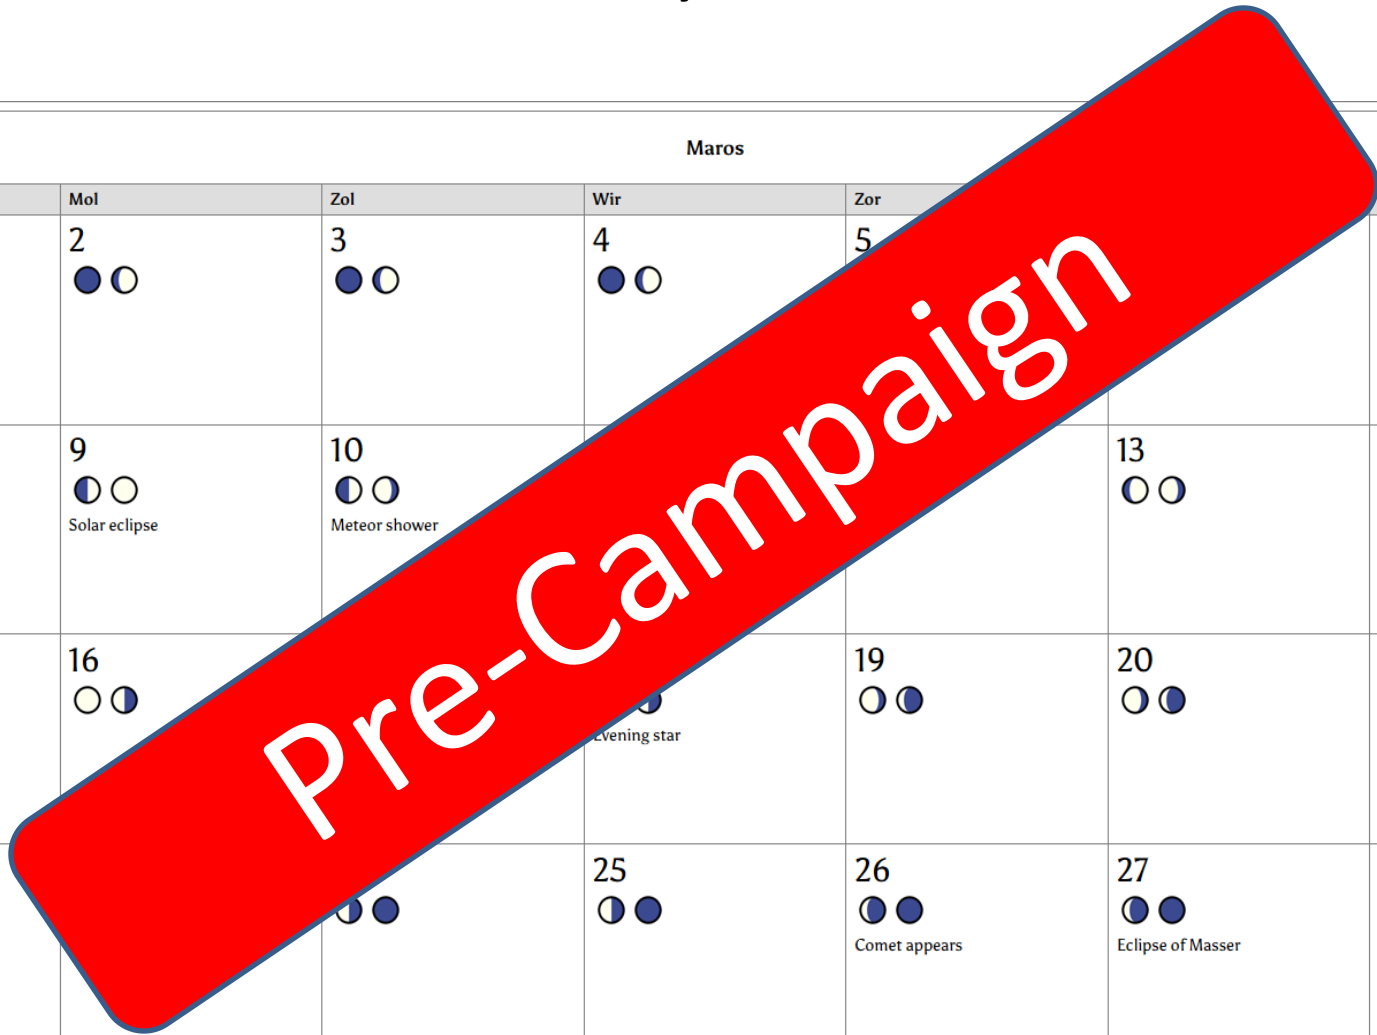 Maros
Mol Zol Wir Zor
2 3 4 5
9 10 13
Solar eclipse Meteor shower
16 19 20
Evening star
25 26 27
Comet appears Eclipse of Masser
Pre-Campaign